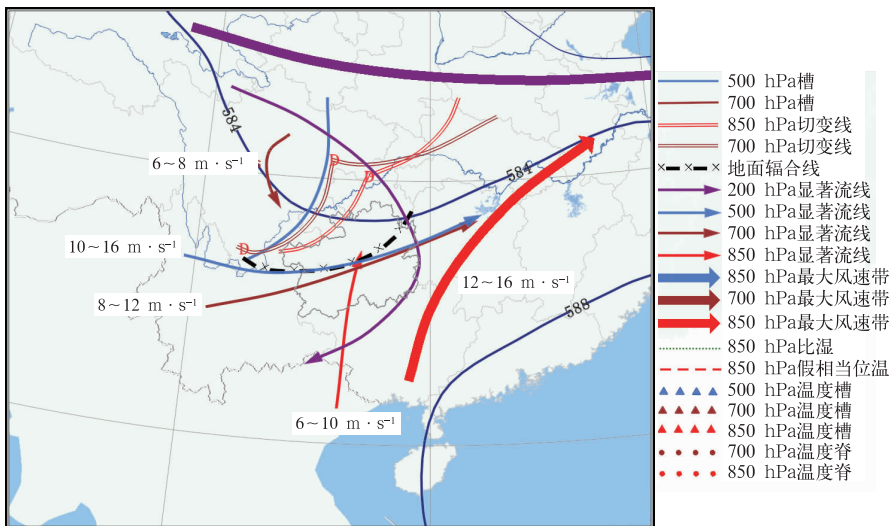 584
6~8 m·s⁻¹
D
D
D
584
10~16 m·s⁻¹
8~12 m·s⁻¹
12~16 m·s⁻¹
588
6~10 m·s⁻¹
500 hPa槽
700 hPa槽
850 hPa切变线
700 hPa切变线
地面辐合线
200 hPa显著流线
500 hPa显著流线
700 hPa显著流线
850 hPa显著流线
850 hPa最大风速带
700 hPa最大风速带
850 hPa最大风速带
850 hPa比湿
850 hPa假相当位温
500 hPa温度槽
700 hPa温度槽
850 hPa温度槽
700 hPa温度脊
850 hPa温度脊